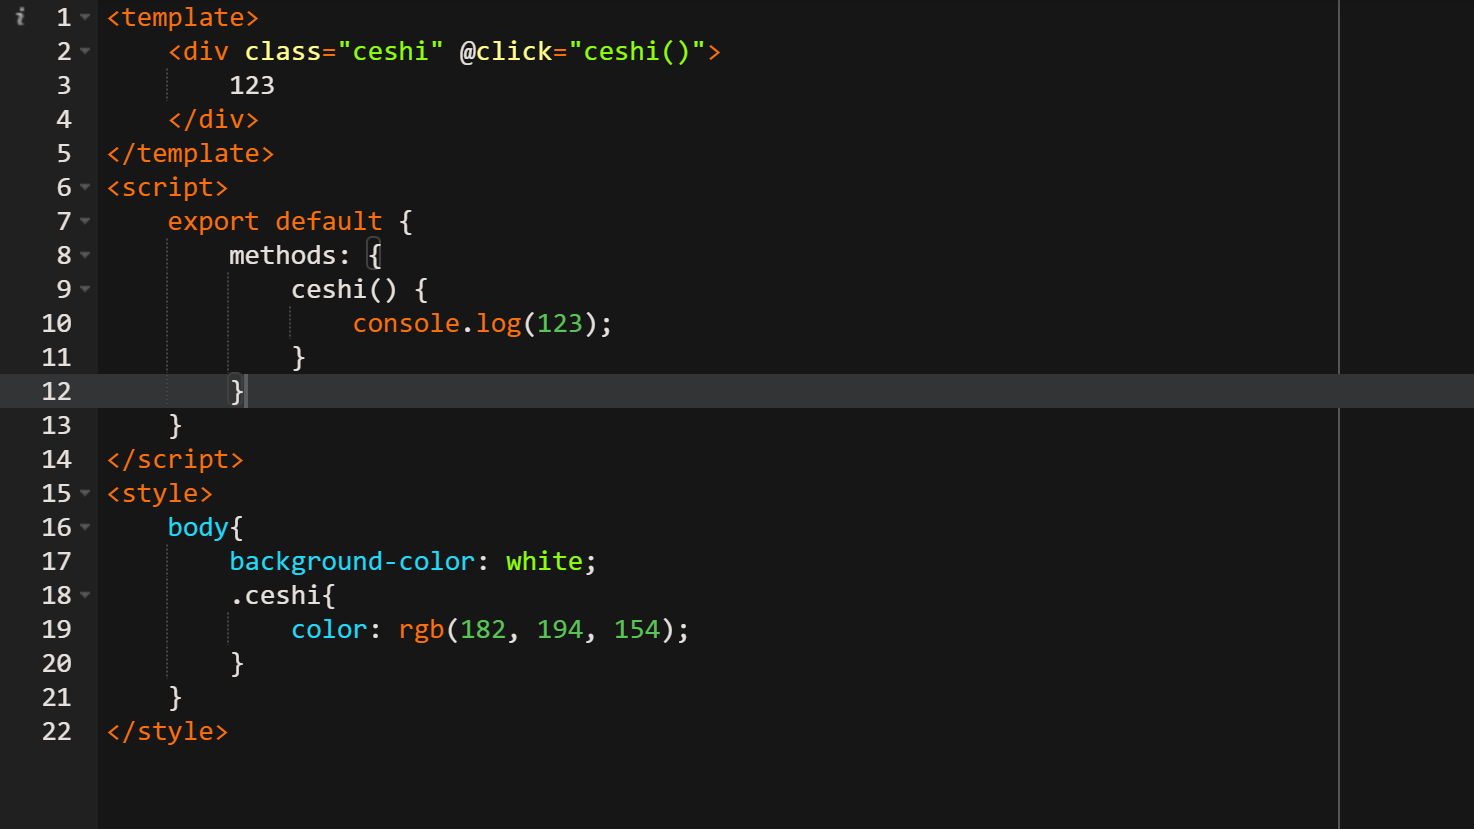 i 1 <template>
2     <div class="ceshi" @click="ceshi()">
3         123
4     </div>
5 </template>
6 <script>
7     export default {
8         methods: {
9             ceshi() {
10                 console.log(123);
11             }
12         }
13     }
14 </script>
15 <style>
16     body{
17         background-color: white;
18         .ceshi{
19             color: rgb(182, 194, 154);
20         }
21     }
22 </style>